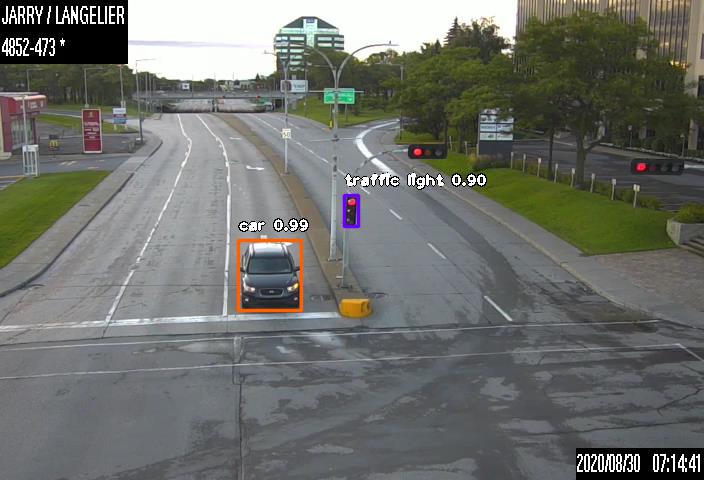 JARRY / LANGELIER
4852-473 *
traffic light 0.90
car 0.99
2020/08/30 07:14:41